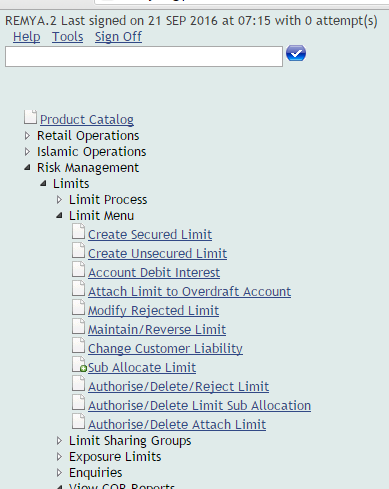 REMYA.2 Last signed on 21 SEP 2016 at 07:15 with 0 attempt(s)
Help Tools Sign Off
Product Catalog
Retail Operations
Islamic Operations
Risk Management
Limits
Limit Process
Limit Menu
Create Secured Limit
Create Unsecured Limit
Account Debit Interest
Attach Limit to Overdraft Account
Modify Rejected Limit
Maintain/Reverse Limit
Change Customer Liability
Sub Allocate Limit
Authorise/Delete/Reject Limit
Authorise/Delete Limit Sub Allocation
Authorise/Delete Attach Limit
Limit Sharing Groups
Exposure Limits
Enquiries
View COB Reports